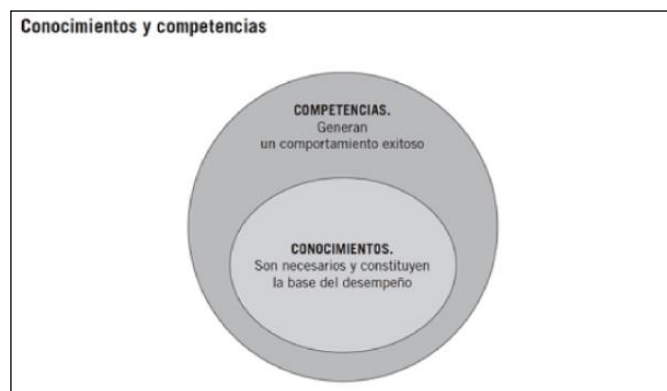 Conocimientos y competencias
COMPETENCIAS.
Generan
un comportamiento exitoso
CONOCIMIENTOS.
Son necesarios y constituyen
la base del desempeño